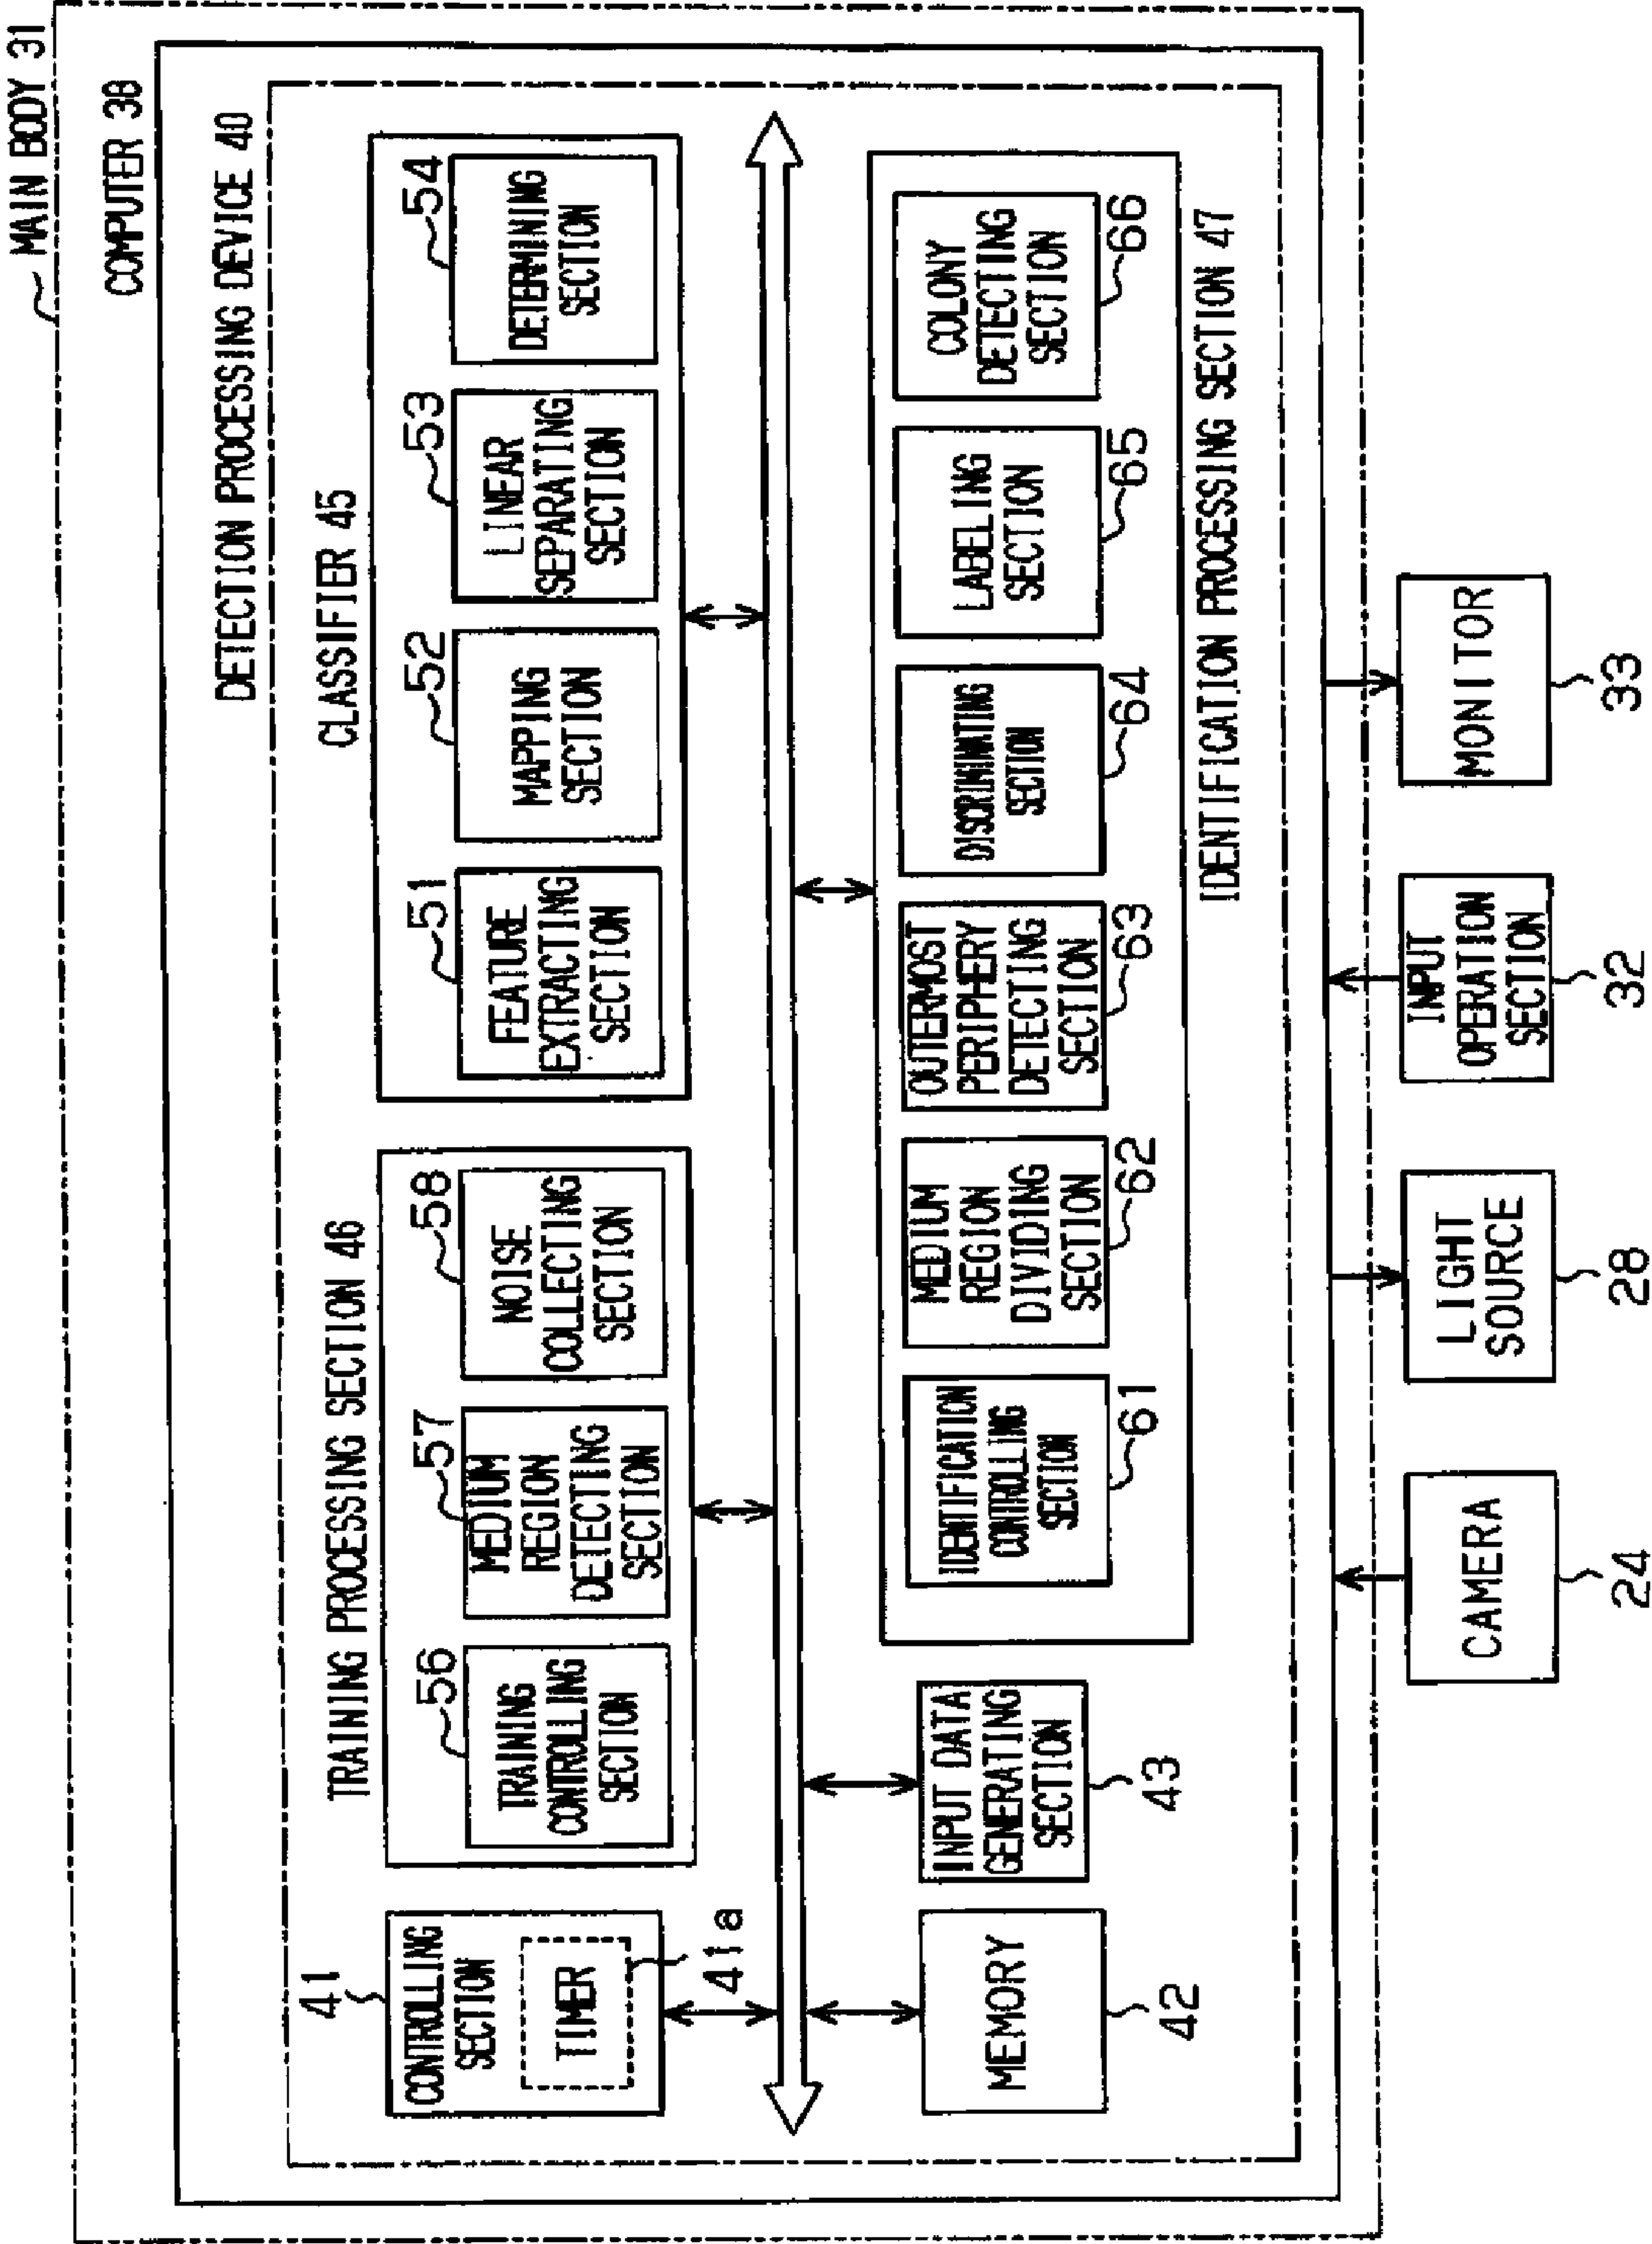 MAIN BODY 31
COMPUTER 38
DETECTION PROCESSING DEVICE 40
41
CONTROLLING
SECTION
TIMER
41a
TRAINING PROCESSING SECTION 46
56
TRAINING
CONTROLLING
SECTION
57
MEDIUM
REGION
DETECTING
SECTION
58
NOISE
COLLECTING
SECTION
CLASSIFIER 45
51
FEATURE
EXTRACTING
SECTION
52
MAPPING
SECTION
53
LINEAR
SEPARATING
SECTION
54
DETERMINING
SECTION
MEMORY
42
INPUT DATA
GENERATING
SECTION
43
IDENTIFICATION
CONTROLLING
SECTION
61
MEDIUM
REGION
DIVIDING
SECTION
62
OUTERMOST
PERIPHERY
DETECTING
SECTION
63
DISCRIMINATING
SECTION
64
LABELING
SECTION
65
COLONY
DETECTING
SECTION
66
IDENTIFICATION PROCESSING SECTION 47
CAMERA
24
LIGHT
SOURCE
28
INPUT
OPERATION
SECTION
32
MONITOR
33